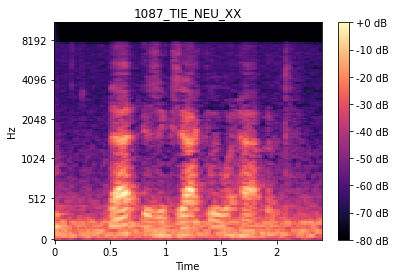 1087_TIE_NEU_XX
+0 dB
8192
-10 dB
4096
-20 dB
-30 dB
Hz
2048
-40 dB
1024
-50 dB
512
-60 dB
-70 dB
0
-80 dB
0 0.5 1 1.5 2
Time